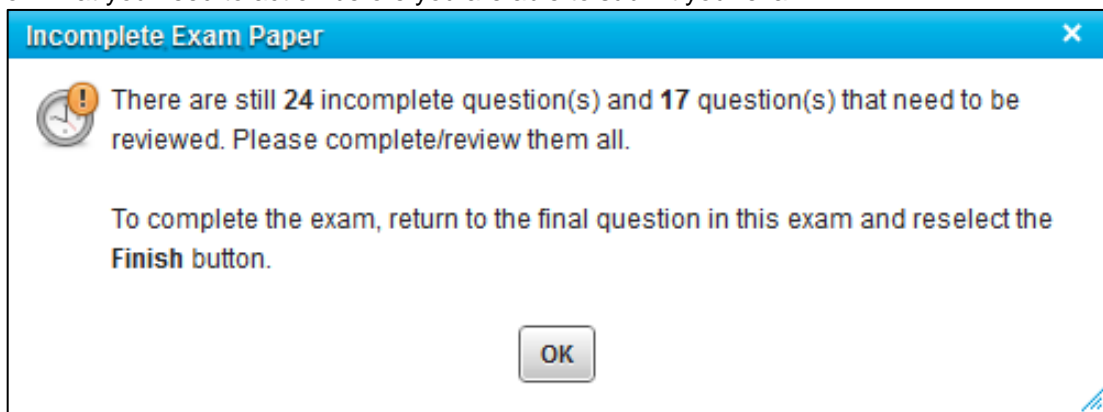 Incomplete Exam Paper
There are still 24 incomplete question(s) and 17 question(s) that need to be
reviewed. Please complete/review them all.
To complete the exam, return to the final question in this exam and reselect the
Finish button.
OK